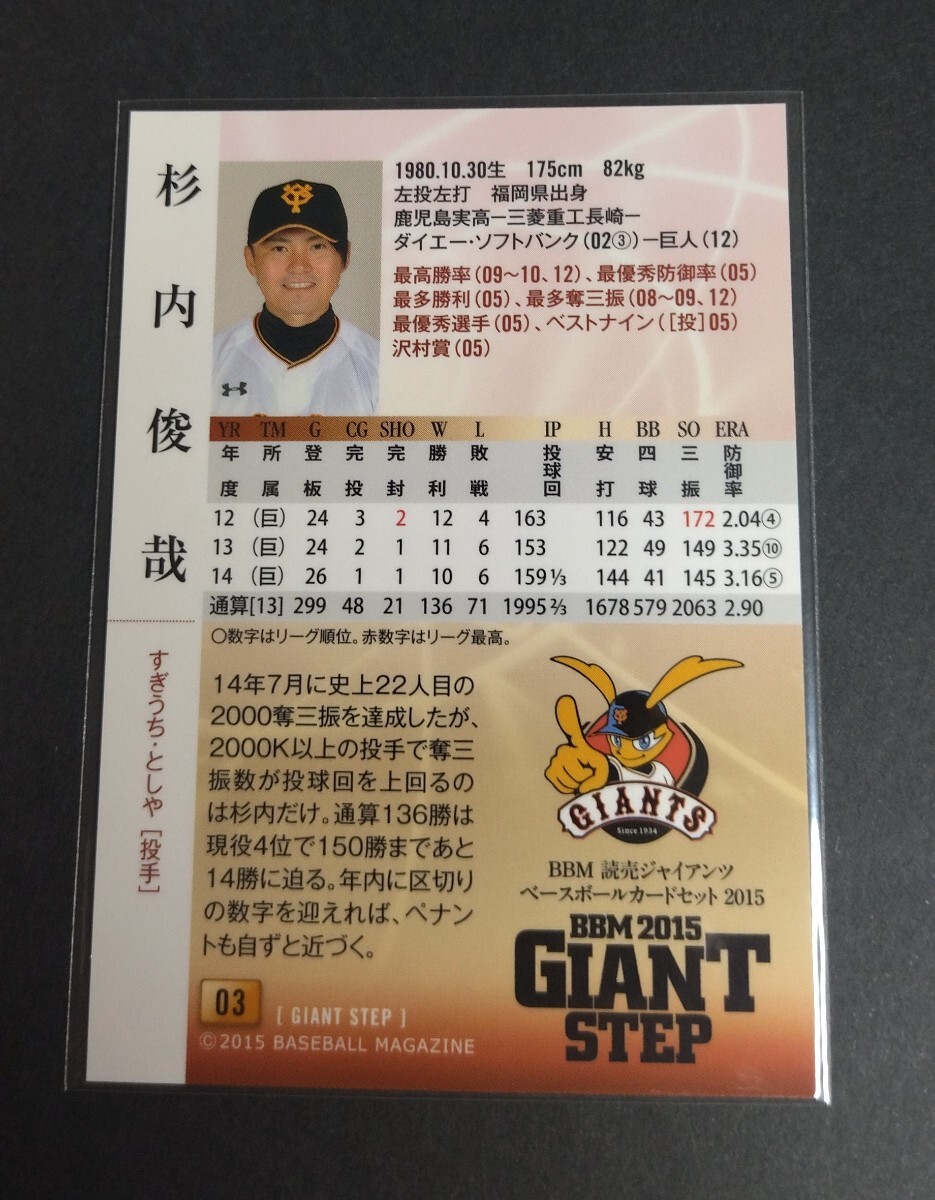 杉内俊哉
すぎうち・としや [投手]
1980.10.30生 175cm 82kg
左投左打 福岡県出身
鹿児島実高ー三菱重工長崎ー
ダイエー・ソフトバンク(02③)ー巨人(12)
最高勝率(09〜10、12)、最優秀防御率(05)
最多勝利(05)、最多奪三振(08〜09、12)
最優秀選手(05)、ベストナイン([投]05)
沢村賞(05)
YR TM G CG SHO W L IP H BB SO ERA
年度 所属 登板 完投 完封 勝利 敗戦 投球回 安打 四球 三振 防御率
12 (巨) 24 3 2 12 4 163 116 43 172 2.04④
13 (巨) 24 2 1 11 6 153 122 49 149 3.35⑩
14 (巨) 26 1 1 10 6 159 1/3 144 41 145 3.16⑤
通算[13] 299 48 21 136 71 1995 2/3 1678 579 2063 2.90
○数字はリーグ順位。赤数字はリーグ最高。
14年7月に史上22人目の
2000奪三振を達成したが、
2000K以上の投手で奪三
振数が投球回を上回るの
は杉内だけ。通算136勝は
現役4位で150勝まであと
14勝に迫る。年内に区切り
の数字を迎えれば、ペナン
トも自ずと近づく。
GIANTS
Since 1934
BBM 読売ジャイアンツ
ベースボールカードセット 2015
BBM 2015
GIANT
STEP
03
[ GIANT STEP ]
©2015 BASEBALL MAGAZINE